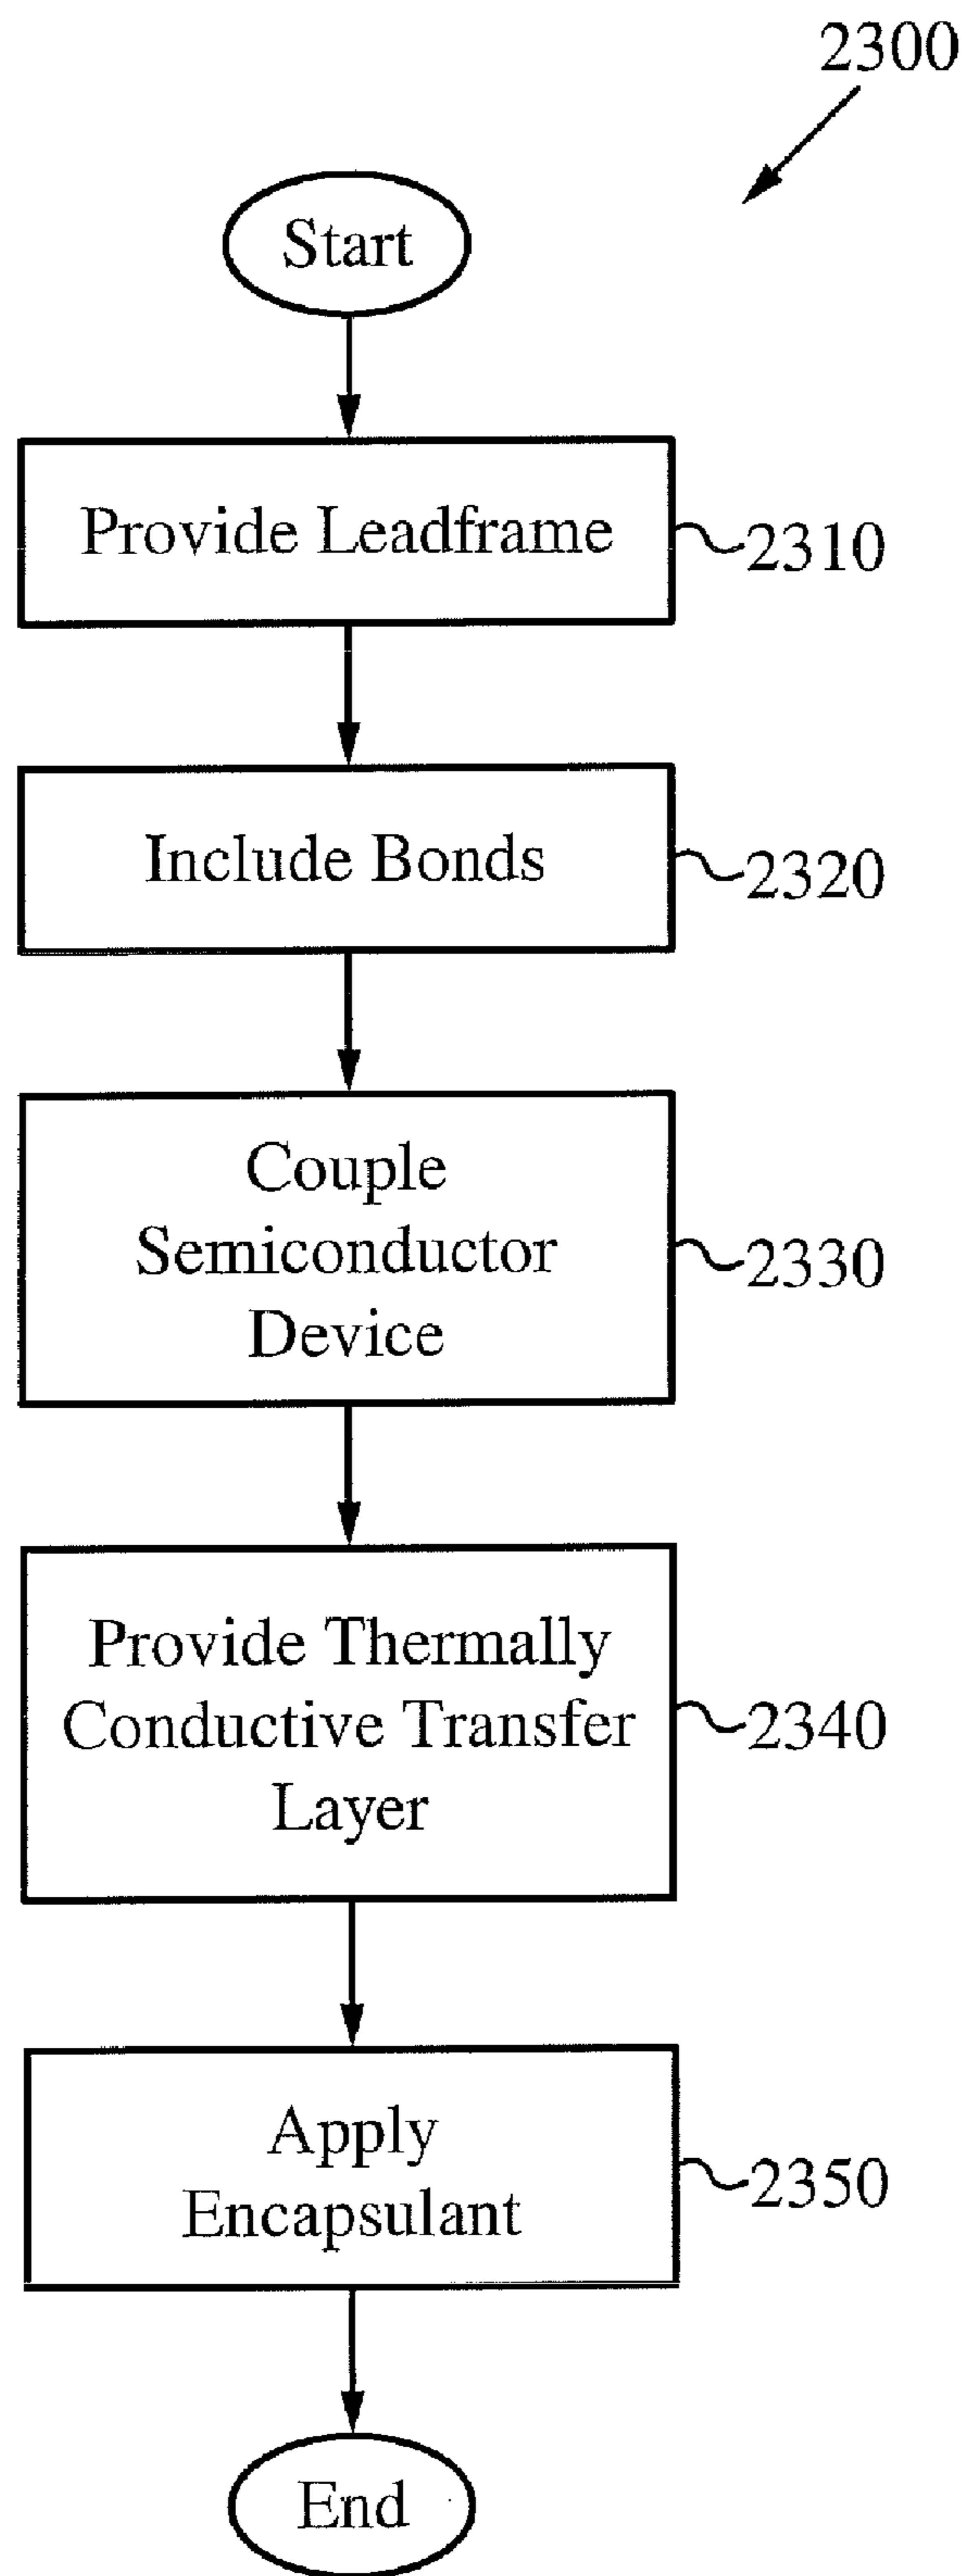 2300
Start
Provide Leadframe
2310
Include Bonds
2320
Couple
Semiconductor
Device
2330
Provide Thermally
Conductive Transfer
Layer
2340
Apply
Encapsulant
2350
End